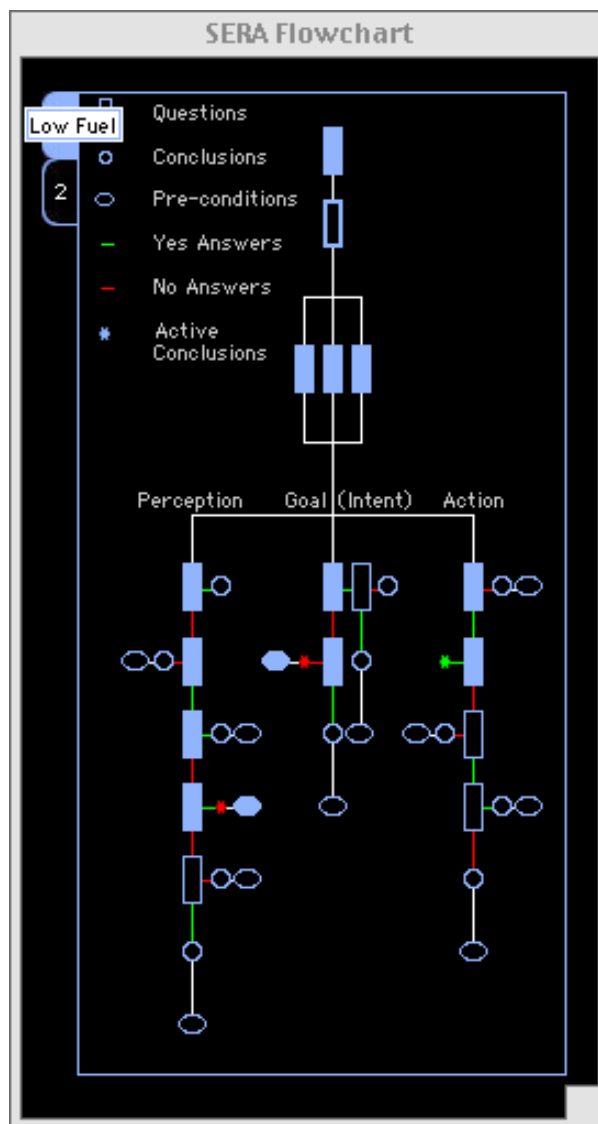 SERA Flowchart
Low Fuel
Questions
Conclusions
2
Pre-conditions
Yes Answers
No Answers
Active
Conclusions
Perception
Goal (Intent)
Action